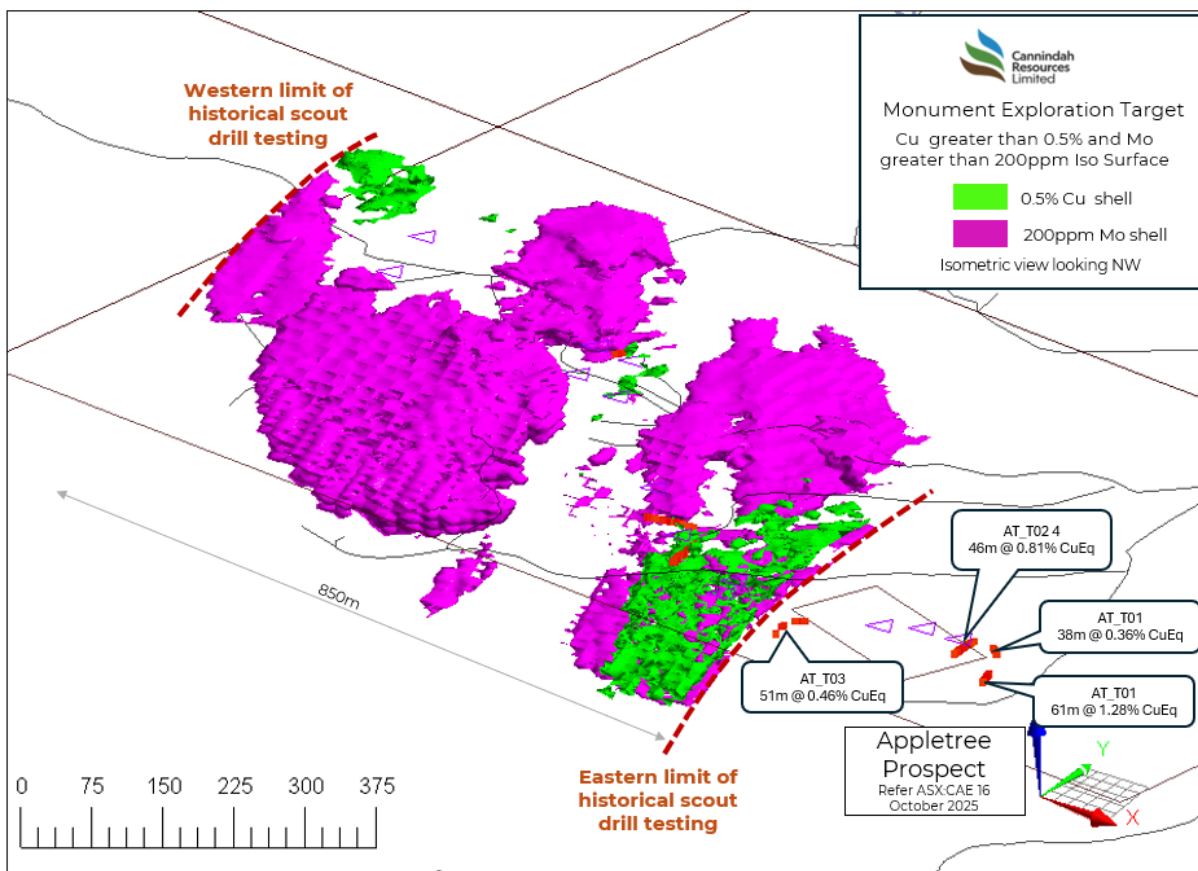 Cannindah
Resources
Limited
Monument Exploration Target
Cu greater than 0.5% and Mo
greater than 200ppm Iso Surface
0.5% Cu shell
200ppm Mo shell
Isometric view looking NW
Western limit of
historical scout
drill testing
850m
AT_T02 4
46m @ 0.81% CuEq
AT_T01
38m @ 0.36% CuEq
AT_T03
51m @ 0.46% CuEq
AT_T01
61m @ 1.28% CuEq
Appletree
Prospect
Refer ASX:CAE 16
October 2025
Y
X
Eastern limit of
historical scout
drill testing
0 75 150 225 300 375